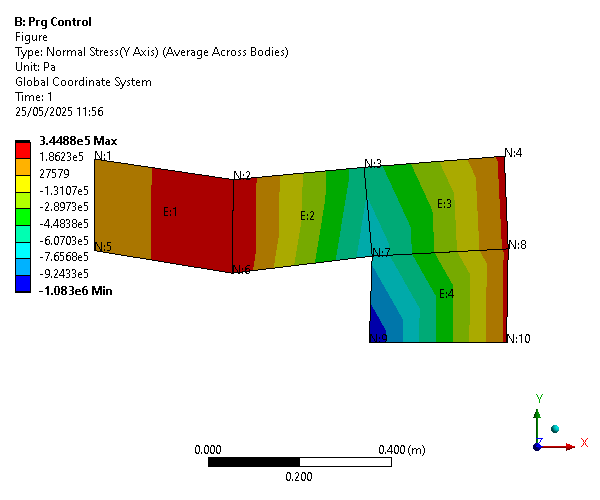 B: Prg Control
Figure
Type: Normal Stress(Y Axis) (Average Across Bodies)
Unit: Pa
Global Coordinate System
Time: 1
25/05/2025 11:56
3.4488e5 Max
1.8623e5
27579
-1.3107e5
-2.8973e5
-4.4838e5
-6.0703e5
-7.6568e5
-9.2433e5
-1.083e6 Min
N:1
N:2
N:3
N:4
E:1
E:2
E:3
N:5
N:6
N:7
N:8
E:4
N:9
N:10
0.000
0.400 (m)
0.200
Y
X
Z